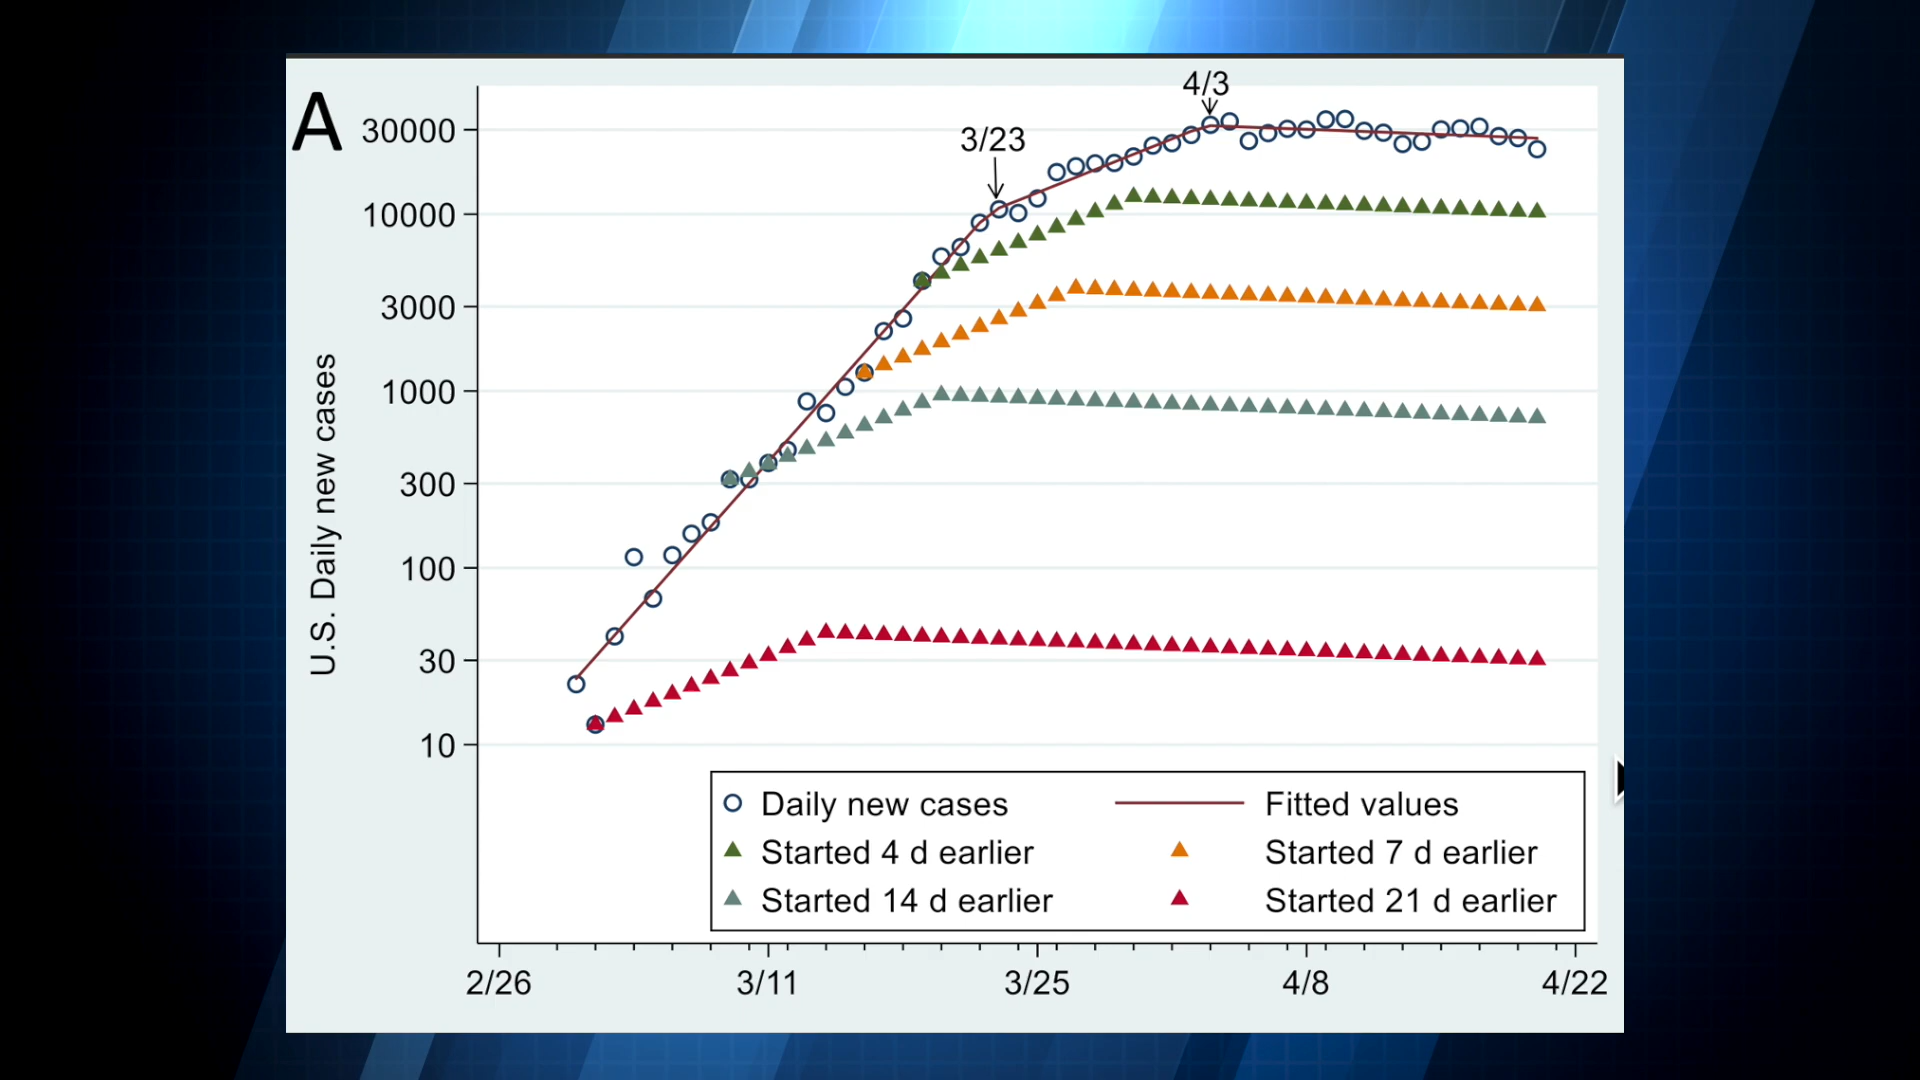 A
4/3
3/23
30000
10000
3000
1000
300
100
30
10
U.S. Daily new cases
Daily new cases
Fitted values
Started 4 d earlier
Started 7 d earlier
Started 14 d earlier
Started 21 d earlier
2/26
3/11
3/25
4/8
4/22